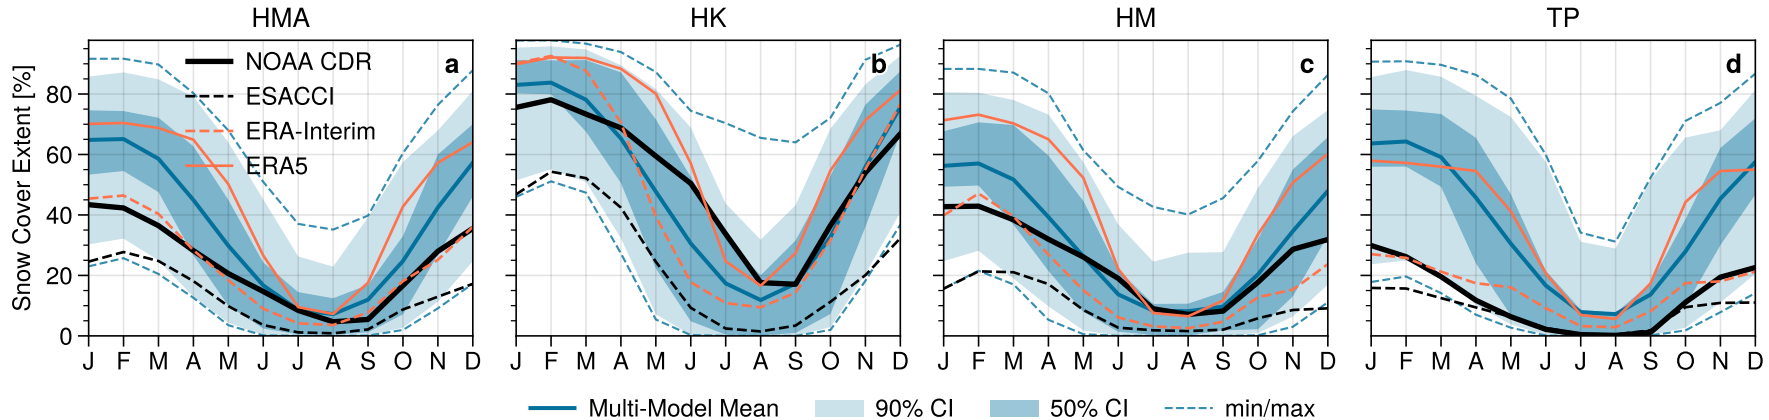 HMA HK HM TP
Snow Cover Extent [%]
80
60
40
20
0
NOAA CDR
ESACCI
ERA-Interim
ERA5
a b c d
J F M A M J J A S O N D
J F M A M J J A S O N D
J F M A M J J A S O N D
J F M A M J J A S O N D
Multi-Model Mean 90% CI 50% CI min/max